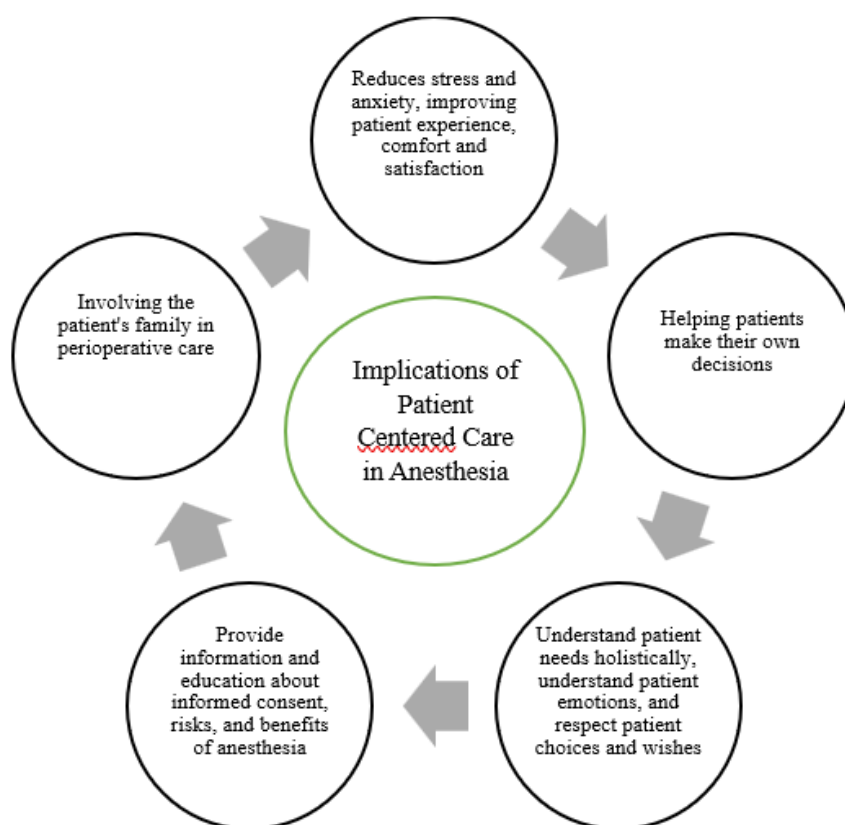 Reduces stress and
anxiety, improving
patient experience,
comfort and
satisfaction
Helping patients
make their own
decisions
Understand patient
needs holistically,
understand patient
emotions, and
respect patient
choices and wishes
Provide
information and
education about
informed consent,
risks, and benefits
of anesthesia
Involving the
patient's family in
perioperative care
Implications of
Patient
Centered Care
in Anesthesia